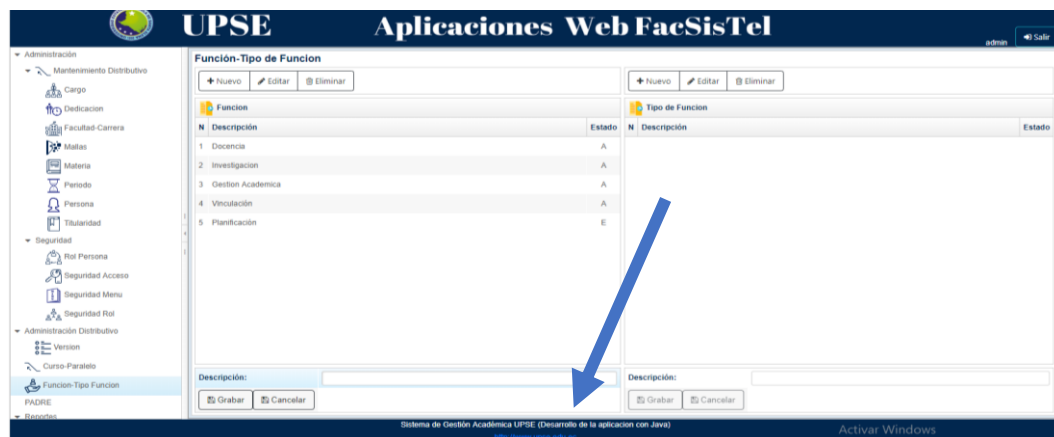 UPSE Aplicaciones Web FacSisTel
admin Salir
Administración
Mantenimiento Distributivo
Cargo
Dedicacion
Facultad-Carrera
Mallas
Materia
Periodo
Persona
Titularidad
Seguridad
Rol Persona
Seguridad Acceso
Seguridad Menu
Seguridad Rol
Administración Distributivo
Version
Curso-Paralelo
Funcion-Tipo Funcion
PADRE
Reportes
Función-Tipo de Funcion
+ Nuevo Editar Eliminar
Funcion
N Descripción Estado
1 Docencia A
2 Investigacion A
3 Gestion Academica A
4 Vinculación A
5 Planificación E
Descripción:
Grabar Cancelar
+ Nuevo Editar Eliminar
Tipo de Funcion
N Descripción Estado
Descripción:
Grabar Cancelar
Sistema de Gestión Académica UPSE (Desarrollo de la aplicacion con Java)
Activar Windows